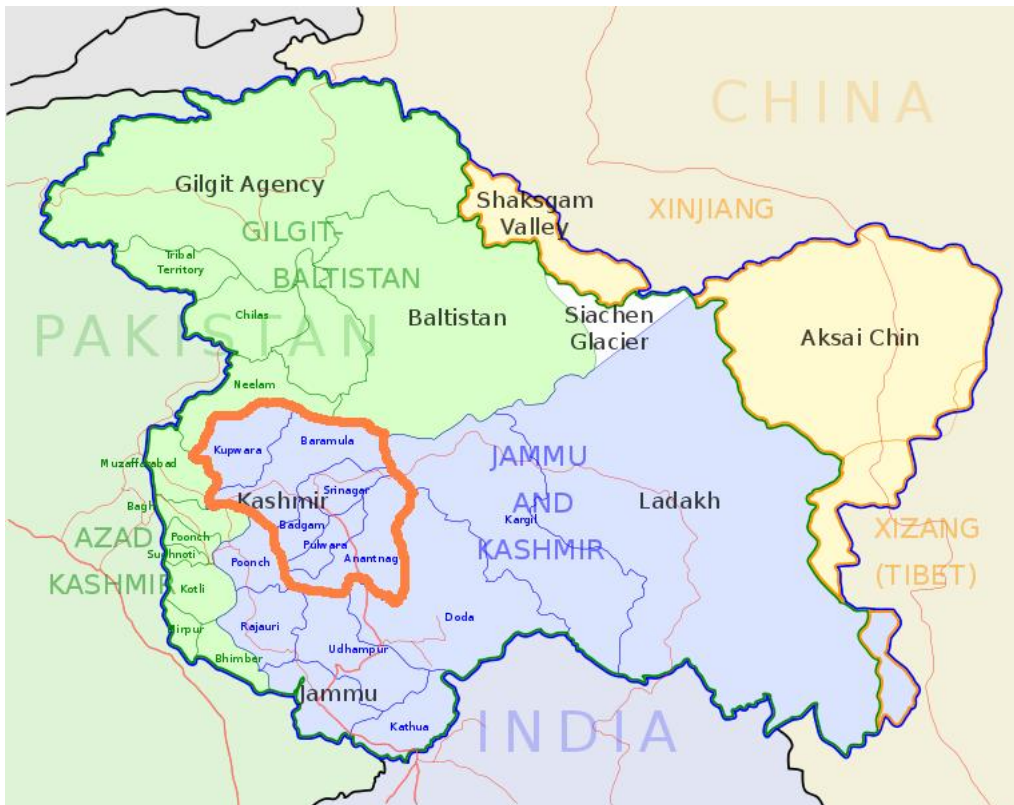 CHINA
Gilgit Agency
Shaksgam
Valley
XINJIANG
GILGIT-
BALTISTAN
Tribal
Territory
Chilas
Baltistan
Siachen
Glacier
PAKISTAN
Aksai Chin
Neelam
Kupwara
Baramula
Muzaffarabad
JAMMU
AND
KASHMIR
Kashmir
Srinagar
Ladakh
Bagh
Badgam
Kargil
AZAD
KASHMIR
Poonch
Sudhnoti
Pulwara
Anantnag
Poonch
XIZANG
(TIBET)
Kotli
Mirpur
Rajauri
Doda
Bhimber
Udhampur
Jammu
Kathua
INDIA